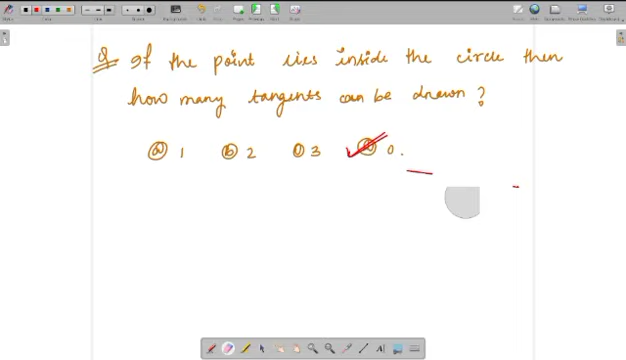 Q If the point lies inside the circle then
how many tangents can be drawn?
(a) 1 (b) 2 (c) 3 (d) 0.